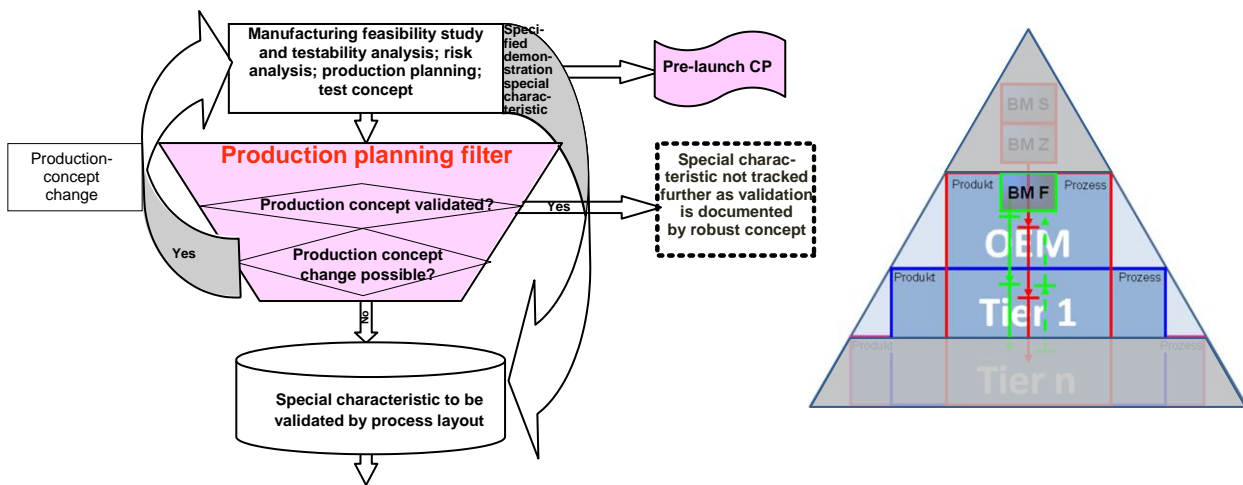 Manufacturing feasibility study
and testability analysis; risk
analysis; production planning;
test concept
Speci-
fied
demon-
stration
special
charac-
teristic
Pre-launch CP
Production planning filter
Production-
concept
change
Production concept validated?
Yes
Special charac-
teristic not tracked
further as validation
is documented
by robust concept
Yes
Production concept
change possible?
No
Special characteristic to be
validated by process layout
BM S
BM Z
Produkt
BM F
Prozess
OEM
Produkt
Prozess
Tier 1
Produkt
Prozess
Tier n